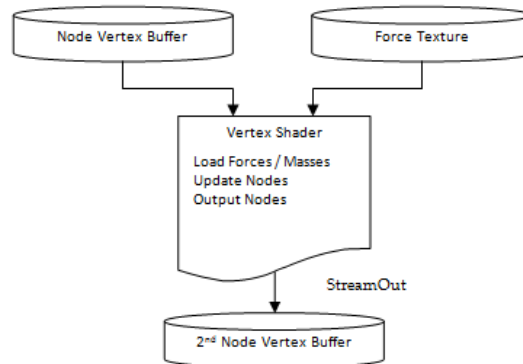 Node Vertex Buffer
Force Texture
Vertex Shader
Load Forces / Masses
Update Nodes
Output Nodes
StreamOut
2nd Node Vertex Buffer